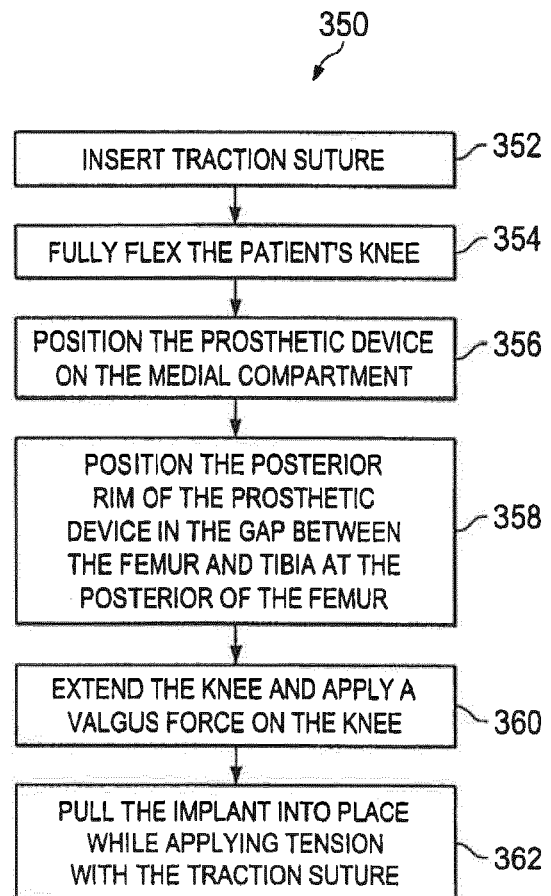 350
INSERT TRACTION SUTURE
352
FULLY FLEX THE PATIENT'S KNEE
354
POSITION THE PROSTHETIC DEVICE
ON THE MEDIAL COMPARTMENT
356
POSITION THE POSTERIOR
RIM OF THE PROSTHETIC
DEVICE IN THE GAP BETWEEN
THE FEMUR AND TIBIA AT THE
POSTERIOR OF THE FEMUR
358
EXTEND THE KNEE AND APPLY A
VALGUS FORCE ON THE KNEE
360
PULL THE IMPLANT INTO PLACE
WHILE APPLYING TENSION
WITH THE TRACTION SUTURE
362